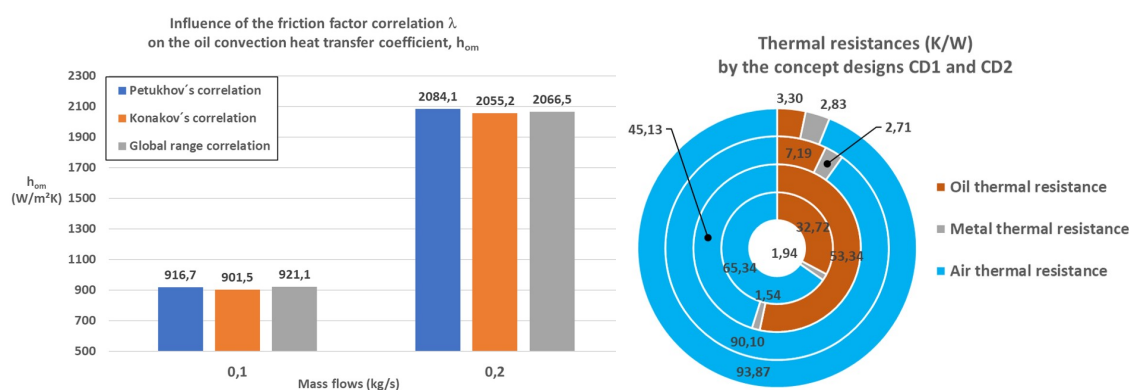 Influence of the friction factor correlation λ
on the oil convection heat transfer coefficient, hom
2300
2100
1900
1700
1500
1300
1100
900
700
500
hom
(W/m²K)
Petukhov´s correlation
Konakov´s correlation
Global range correlation
916,7
901,5
921,1
2084,1
2055,2
2066,5
0,1
0,2
Mass flows (kg/s)
Thermal resistances (K/W)
by the concept designs CD1 and CD2
3,30
2,83
2,71
45,13
7,19
32,72
1,94
53,34
65,34
1,54
90,10
93,87
Oil thermal resistance
Metal thermal resistance
Air thermal resistance